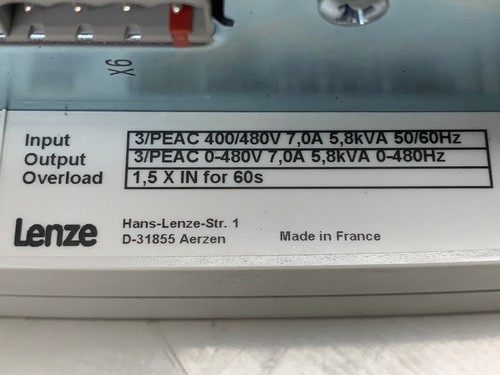 X6
Input 3/PEAC 400/480V 7,0A 5,8kVA 50/60Hz
Output 3/PEAC 0-480V 7,0A 5,8kVA 0-480Hz
Overload 1,5 X IN for 60s
Lenze Hans-Lenze-Str. 1
D-31855 Aerzen Made in France